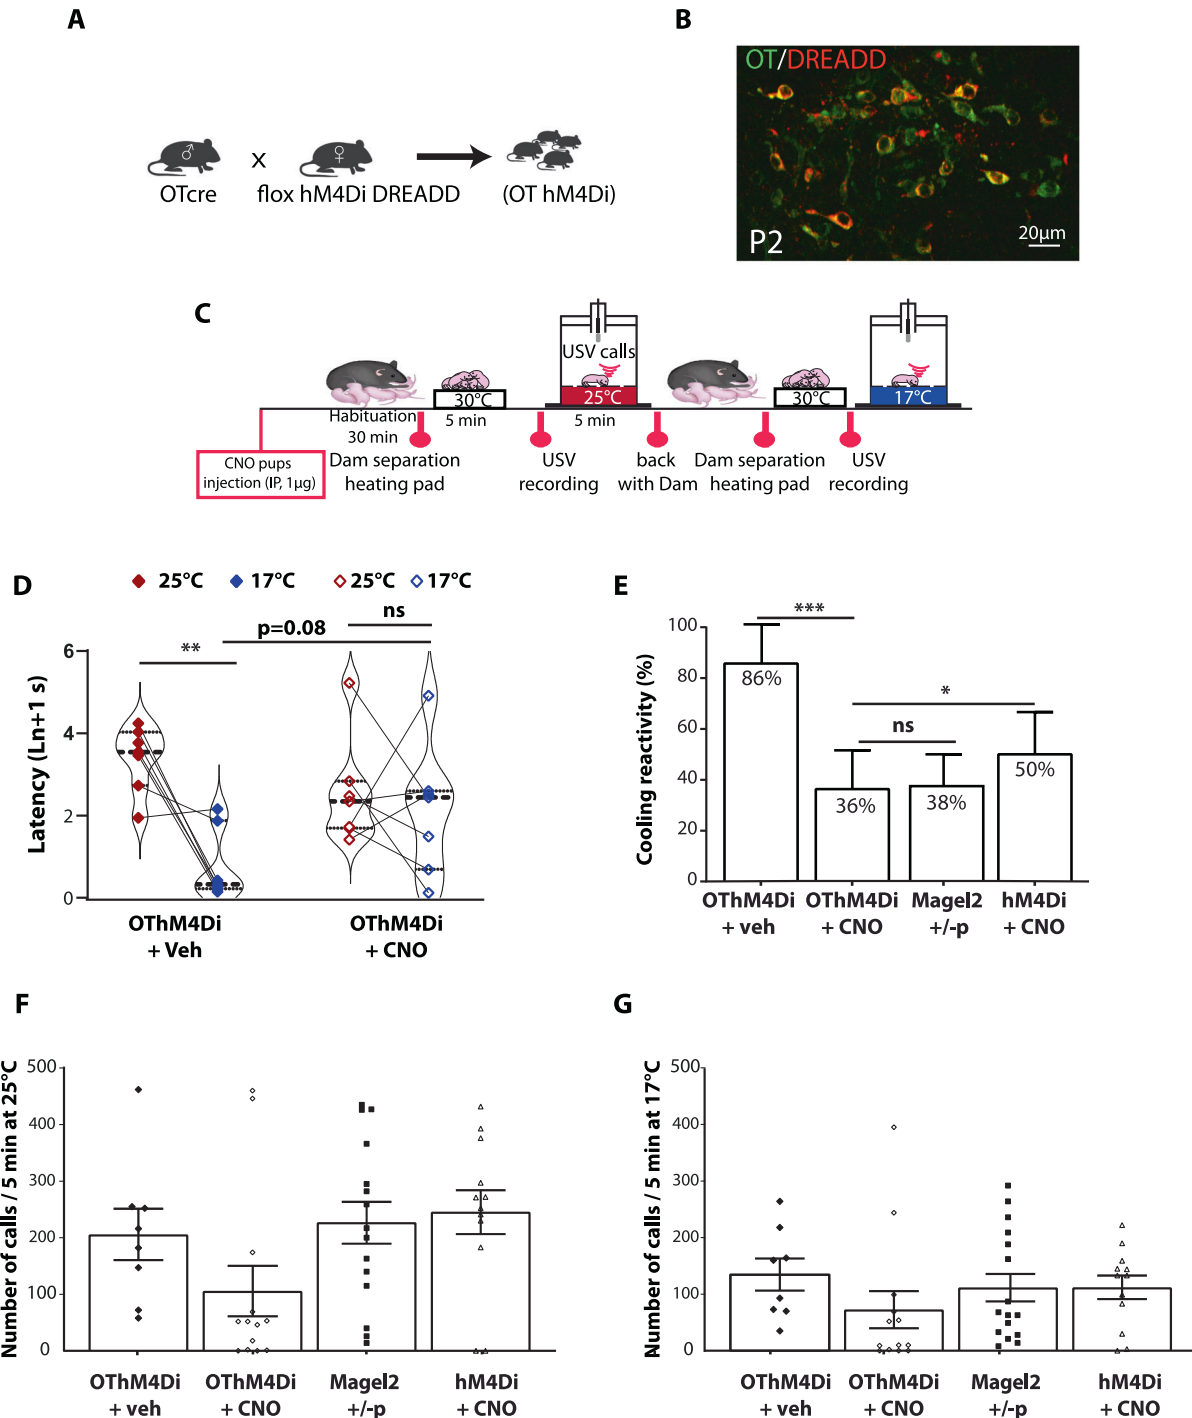 A
B
OT/DREADD
♂
♀
x
OTcre
flox hM4Di DREADD
(OT hM4Di)
P2
20µm
C
USV calls
30°C
25°C
30°C
17°C
Habituation
30 min
5 min
5 min
CNO pups
injection (IP, 1µg)
Dam separation
heating pad
USV
recording
back
with Dam
Dam separation
heating pad
USV
recording
D
25°C
17°C
25°C
17°C
ns
p=0.08
**
6
4
2
0
Latency (Ln+1 s)
OThM4Di
+ Veh
OThM4Di
+ CNO
E
***
*
ns
100
80
60
40
20
0
Cooling reactivity (%)
86%
36%
38%
50%
OThM4Di
+ veh
OThM4Di
+ CNO
Magel2
+/-p
hM4Di
+ CNO
F
500
400
300
200
100
0
Number of calls / 5 min at 25°C
OThM4Di
+ veh
OThM4Di
+ CNO
Magel2
+/-p
hM4Di
+ CNO
G
500
400
300
200
100
0
Number of calls / 5 min at 17°C
OThM4Di
+ veh
OThM4Di
+ CNO
Magel2
+/-p
hM4Di
+ CNO